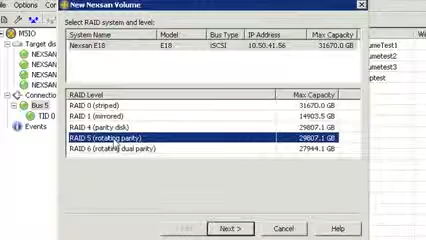 New Nexsan Volume
Select RAID system and level:
System Name Model Bus Type IP Address Max Capacity
Nexsan E18 E18 iSCSI 10.50.41.56 31670.0 GB
RAID Level Max Capacity
RAID 0 (striped) 31670.0 GB
RAID 1 (mirrored) 14903.5 GB
RAID 4 (parity disk) 29807.1 GB
RAID 5 (rotating parity) 29807.1 GB
RAID 6 (rotating dual parity) 27944.1 GB
Next >
Cancel
Help
MSIO
Target dis
NEXSAN
NEXSAN
NEXSAN
NEXSAN
Connectio
Bus 5
TID 0
Events
umeTest1
umetest2
umetest3
ptest